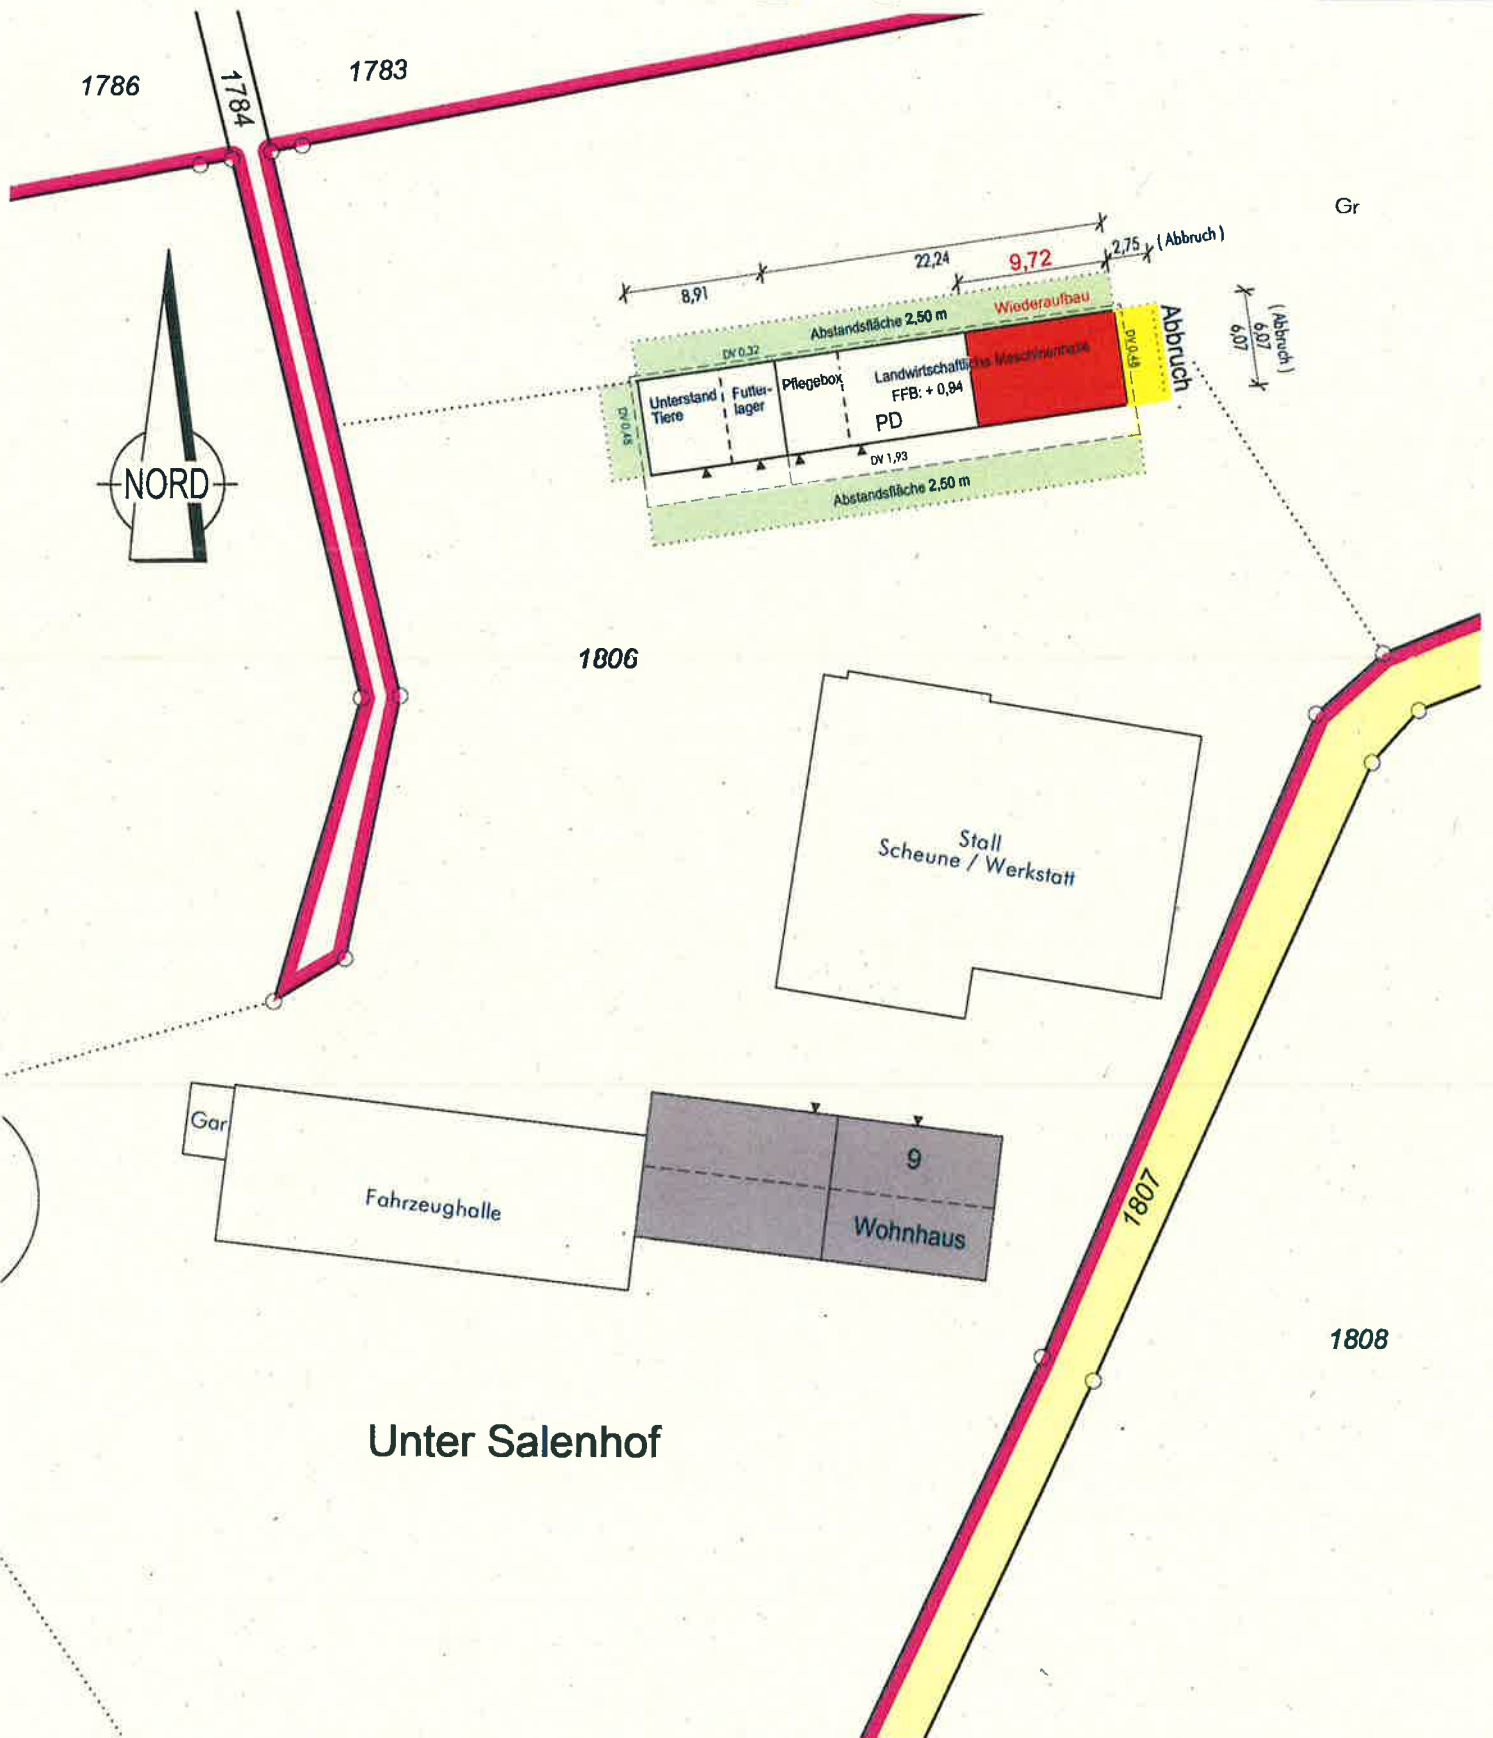 1786
1784
1783
Gr
8,91
22,24
9,72
2,75
( Abbruch )
Wiederaufbau
Abstandsfläche 2,50 m
DV 0,32
DV 0,48
DV 0,48
Abbruch
( Abbruch )
6,07
6,07
Unterstand
Tiere
Futter-
lager
Pflegebox
Landwirtschaftliche Maschinenhalle
FFB: + 0,94
PD
DV 1,93
Abstandsfläche 2,50 m
NORD
1806
Stall
Scheune / Werkstatt
Gar
Fahrzeughalle
9
Wohnhaus
1807
1808
Unter Salenhof